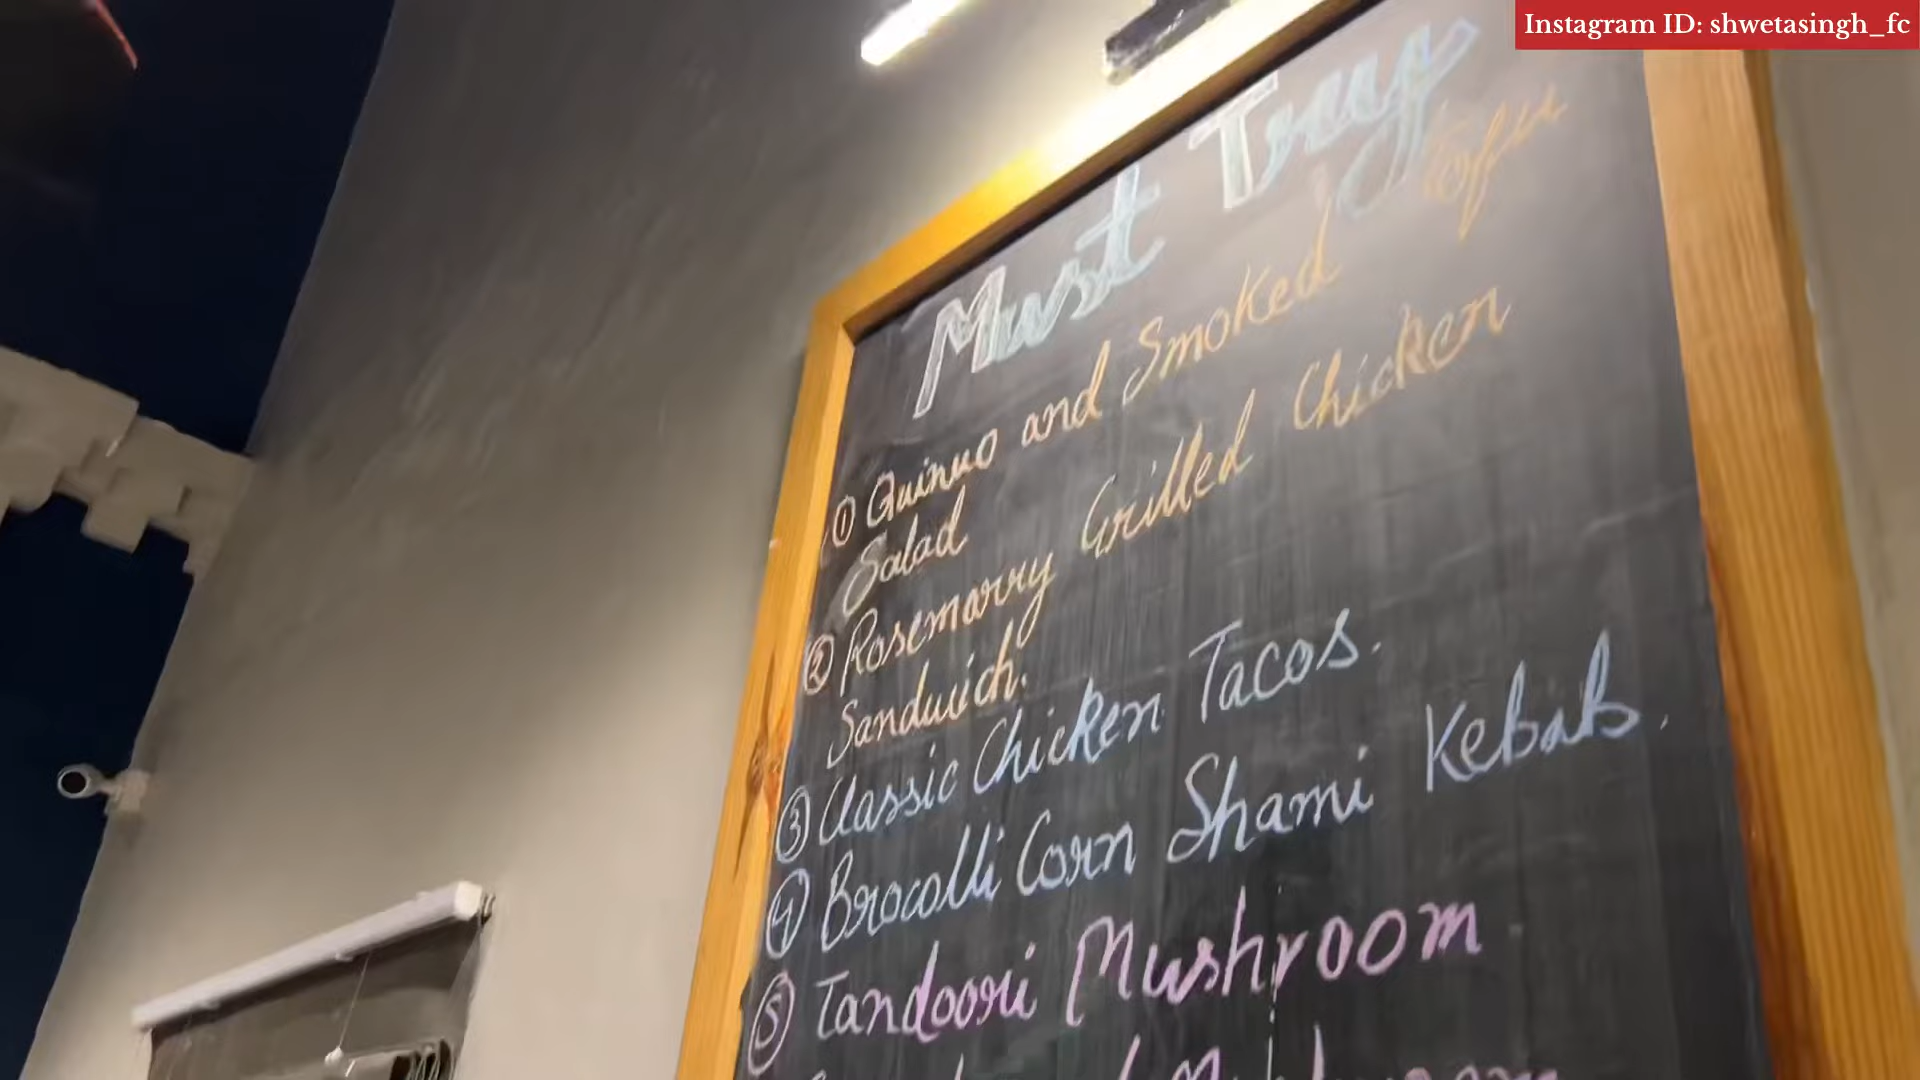 Instagram ID: shwetasingh_fc
Must Try
① Quinuo and Smoked Tofu
Salad
② Rosemarry Grilled Chicken
Sandwich.
③ Classic Chicken Tacos.
④ Brocolli Corn Shami Kebab.
⑤ Tandoori Mushroom